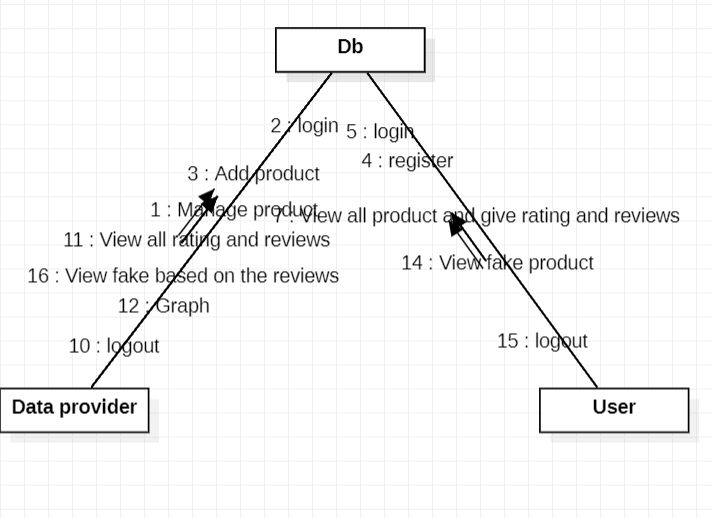 Db
2 : login
5 : login
4 : register
3 : Add product
1 : Manage product
7 : View all product and give rating and reviews
11 : View all rating and reviews
14 : View fake product
16 : View fake based on the reviews
12 : Graph
15 : logout
10 : logout
Data provider
User